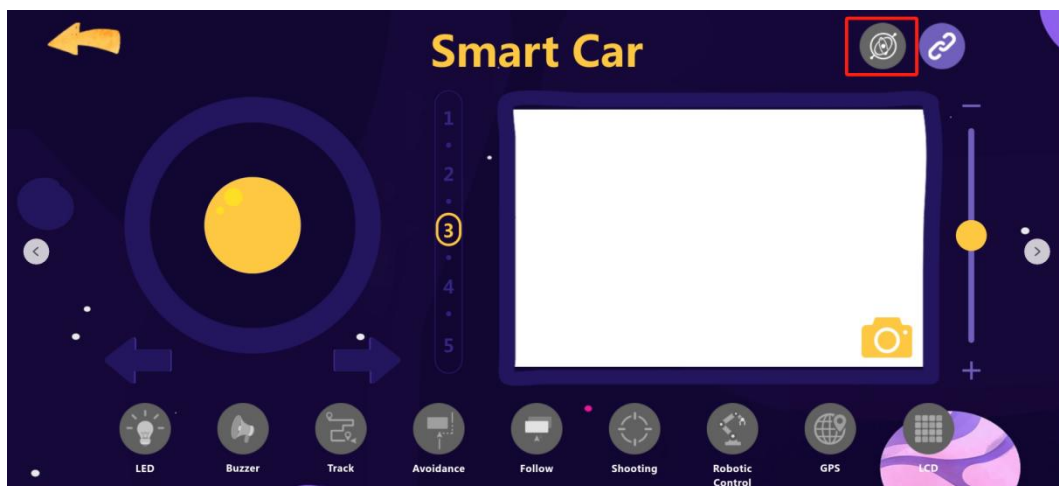 Smart Car
1
2
3
4
5
LED
Buzzer
Track
Avoidance
Follow
Shooting
Robotic
Control
GPS
LCD